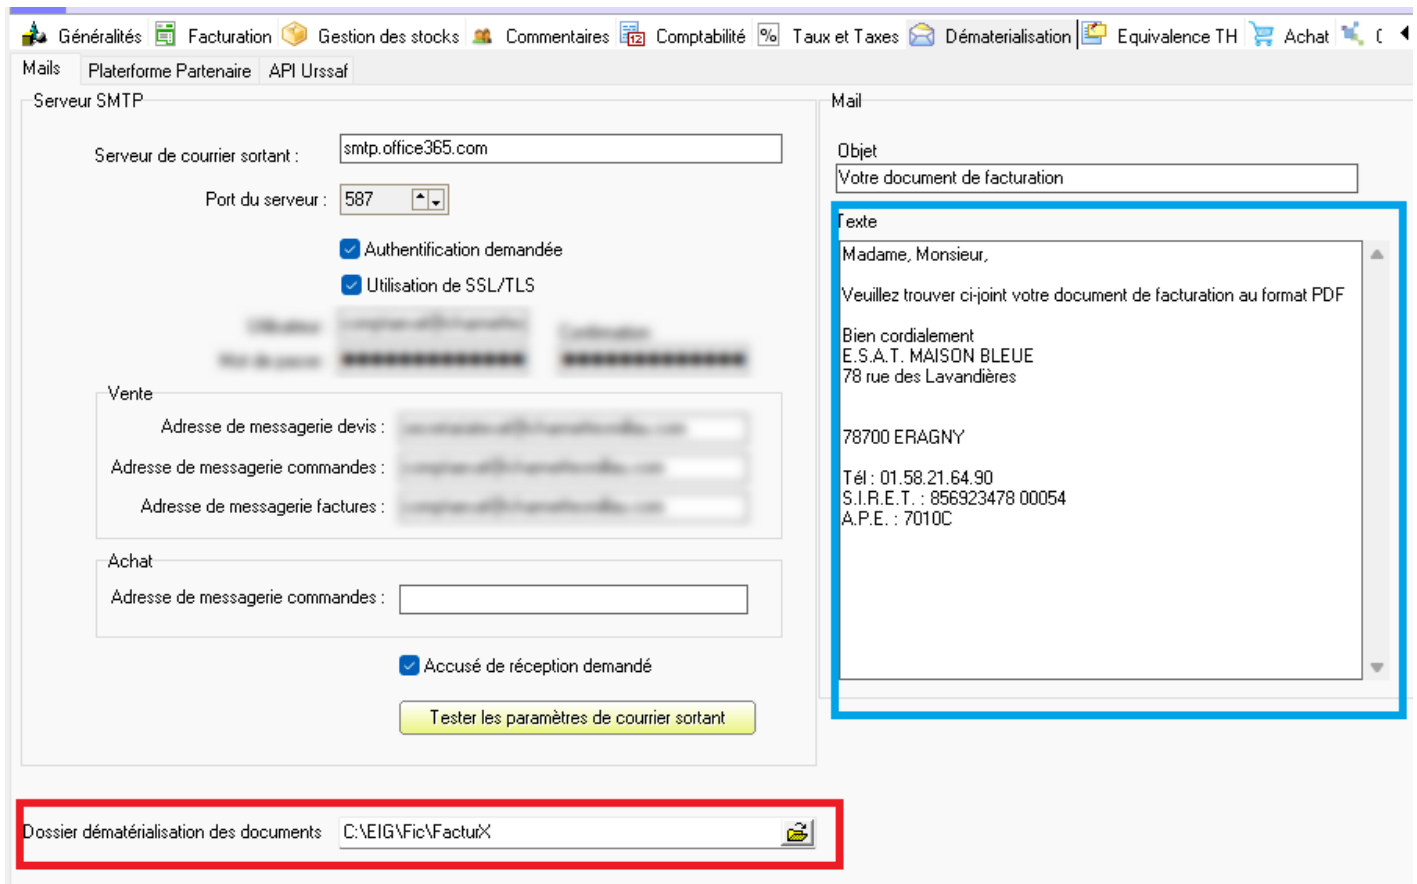 Généralités Facturation Gestion des stocks Commentaires 12 Comptabilité % Taux et Taxes Dématerialisation Equivalence TH Achat
Mails Plateforme Partenaire API Urssaf
Serveur SMTP
Serveur de courrier sortant : smtp.office365.com
Port du serveur : 587
Authentification demandée
Utilisation de SSL/TLS
Vente
Adresse de messagerie devis :
Adresse de messagerie commandes :
Adresse de messagerie factures :
Achat
Adresse de messagerie commandes :
Accusé de réception demandé
Tester les paramètres de courrier sortant
Mail
Objet
Votre document de facturation
Texte
Madame, Monsieur,
Veuillez trouver ci-joint votre document de facturation au format PDF
Bien cordialement
E.S.A.T. MAISON BLEUE
78 rue des Lavandières
78700 ERAGNY
Tél : 01.58.21.64.90
S.I.R.E.T. : 856923478 00054
A.P.E. : 7010C
Dossier dématérialisation des documents C:\EIG\Fic\FacturX